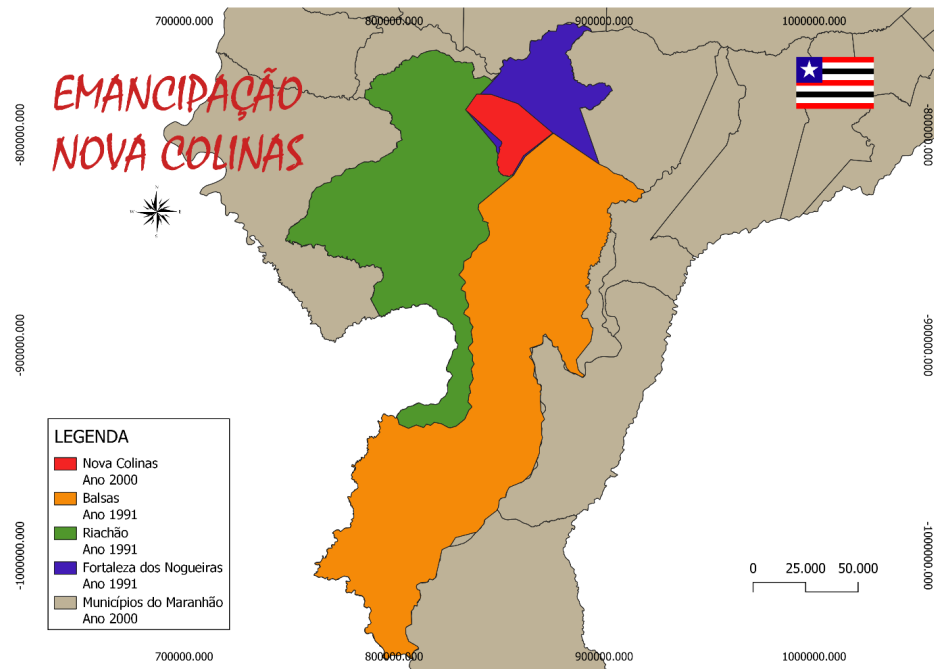 700000.000 800000.000 900000.000 1000000.000
EMANCIPAÇÃO
NOVA COLINAS
-8000000.000
-800000.000
N
W E
S
-900000.000
-900000.000
-1000000.000
-1000000.000
LEGENDA
Nova Colinas
Ano 2000
Balsas
Ano 1991
Riachão
Ano 1991
Fortaleza dos Nogueiras
Ano 1991
Municípios do Maranhão
Ano 2000
0 25.000 50.000
700000.000 800000.000 900000.000 1000000.000